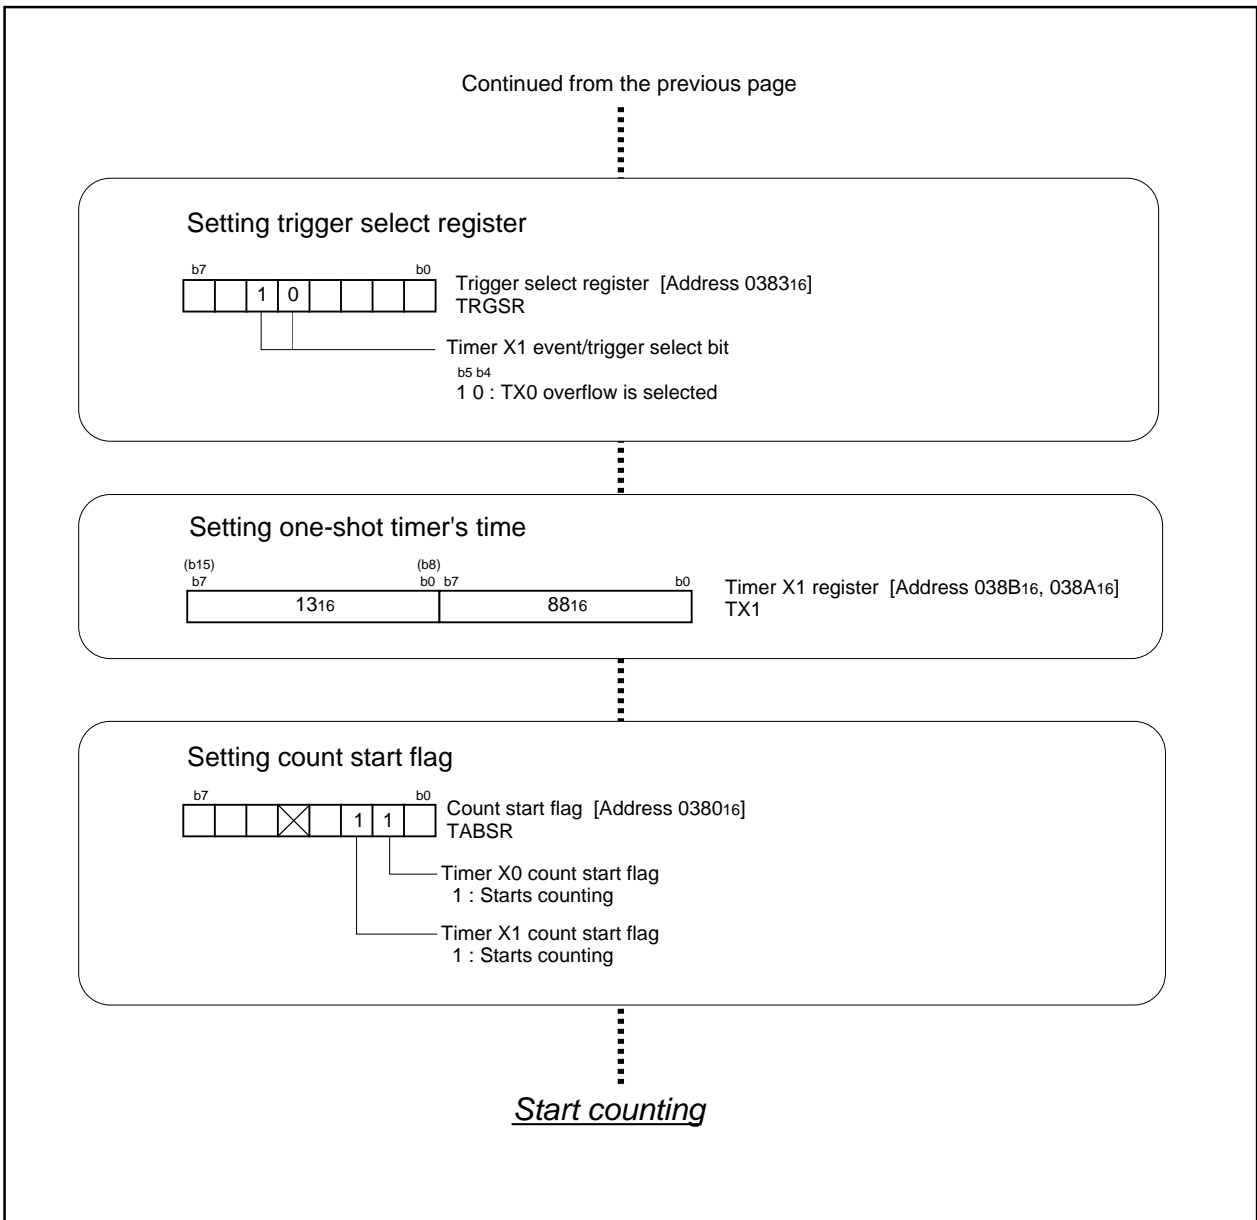 Continued from the previous page
Setting trigger select register
b7 b0
1 0
Trigger select register [Address 038316]
TRGSR
Timer X1 event/trigger select bit
b5 b4
1 0 : TX0 overflow is selected
Setting one-shot timer's time
(b15) (b8)
b7 b0 b7 b0
1316 8816
Timer X1 register [Address 038B16, 038A16]
TX1
Setting count start flag
b7 b0
1 1
Count start flag [Address 038016]
TABSR
Timer X0 count start flag
1 : Starts counting
Timer X1 count start flag
1 : Starts counting
Start counting